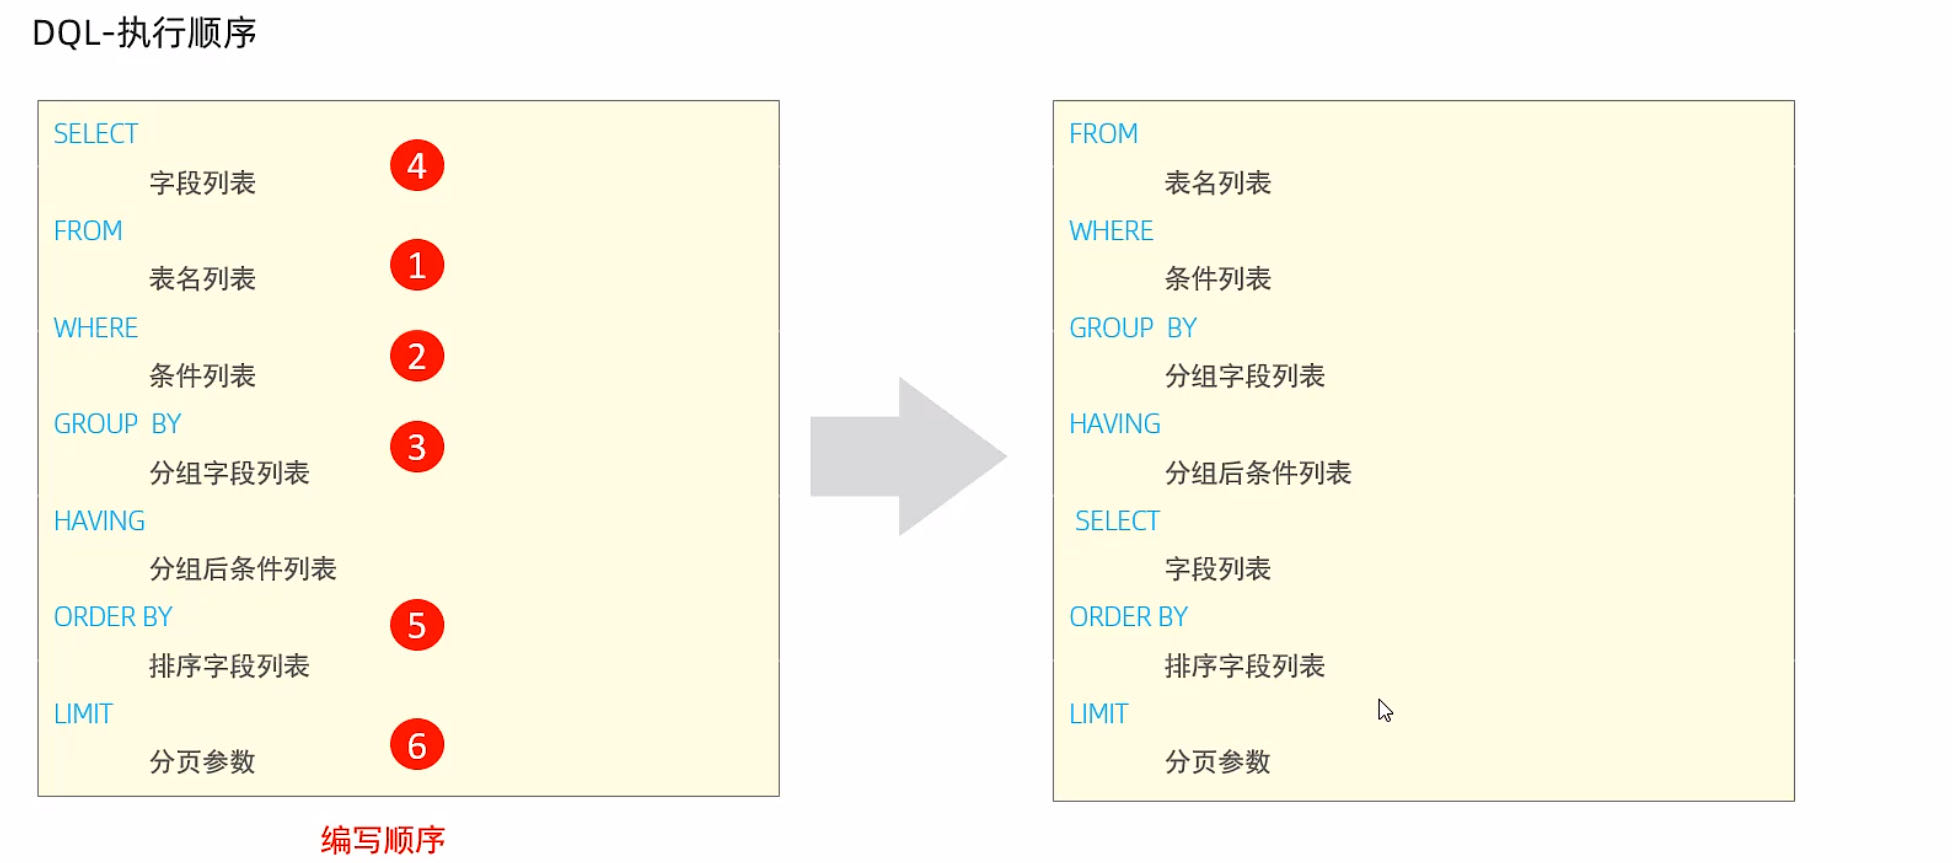 DQL-执行顺序
SELECT
4
字段列表
FROM
1
表名列表
WHERE
2
条件列表
GROUP BY
3
分组字段列表
HAVING
分组后条件列表
ORDER BY
5
排序字段列表
LIMIT
6
分页参数
编写顺序
FROM
表名列表
WHERE
条件列表
GROUP BY
分组字段列表
HAVING
分组后条件列表
SELECT
字段列表
ORDER BY
排序字段列表
LIMIT
分页参数